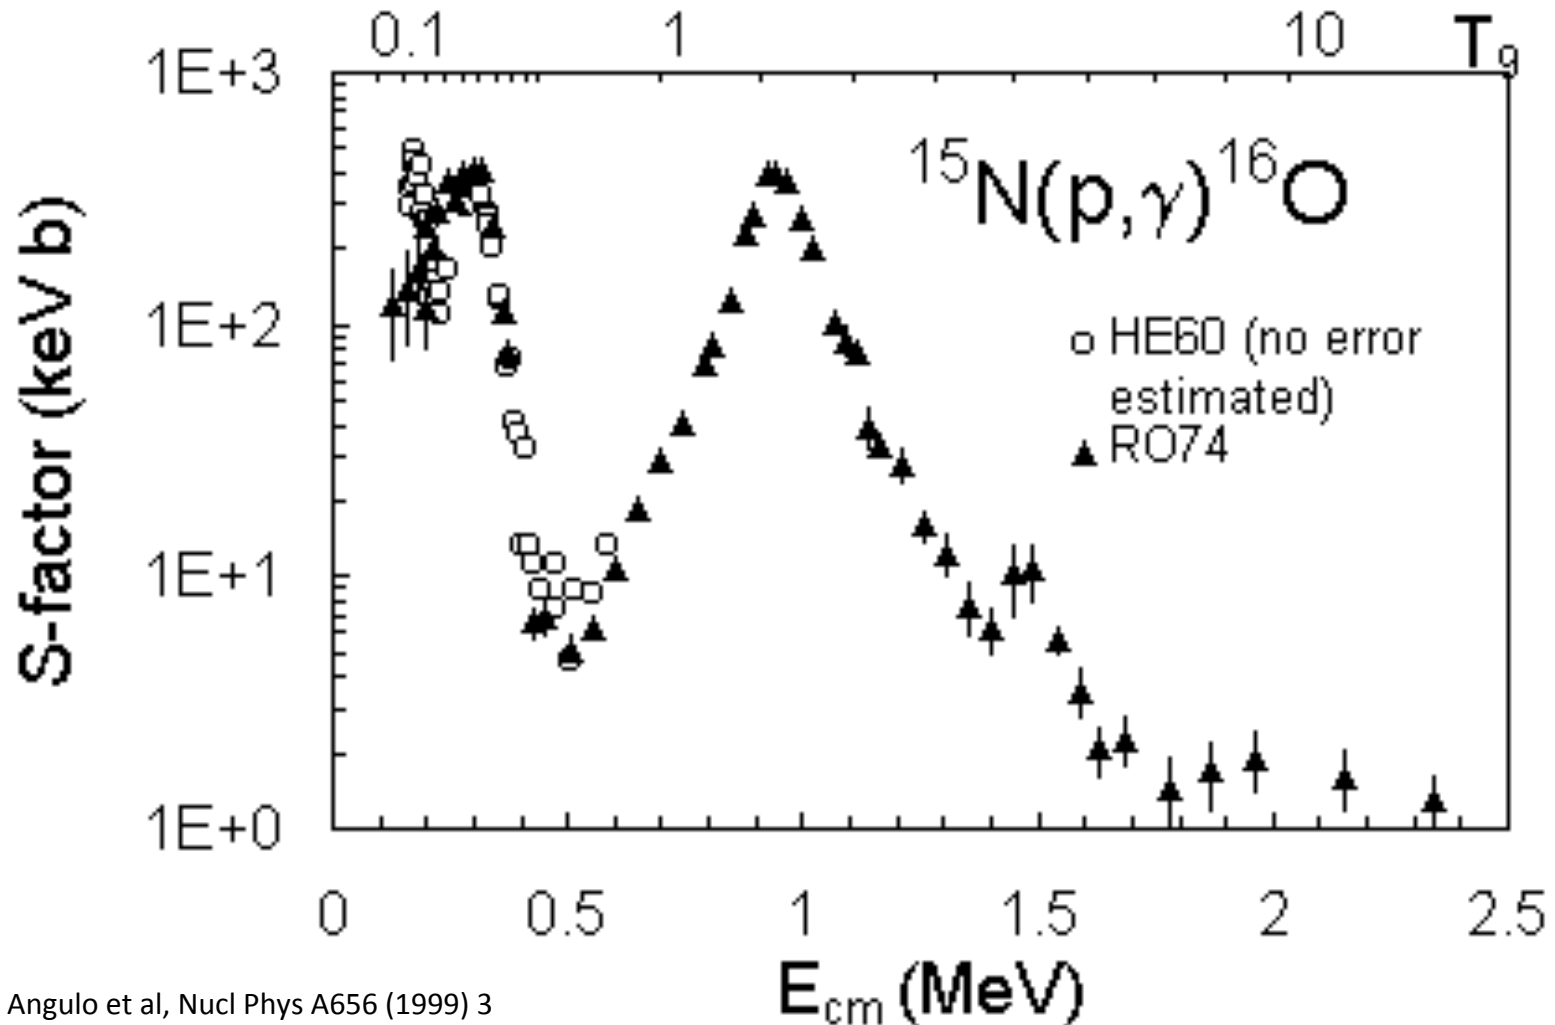 0.1 1 10 T₉
1E+3
¹⁵N(p,γ)¹⁶O
1E+2
○ HE60 (no error
estimated)
▲ RO74
S-factor (keV b)
1E+1
1E+0
0 0.5 1 1.5 2 2.5
E_cm (MeV)
Angulo et al, Nucl Phys A656 (1999) 3